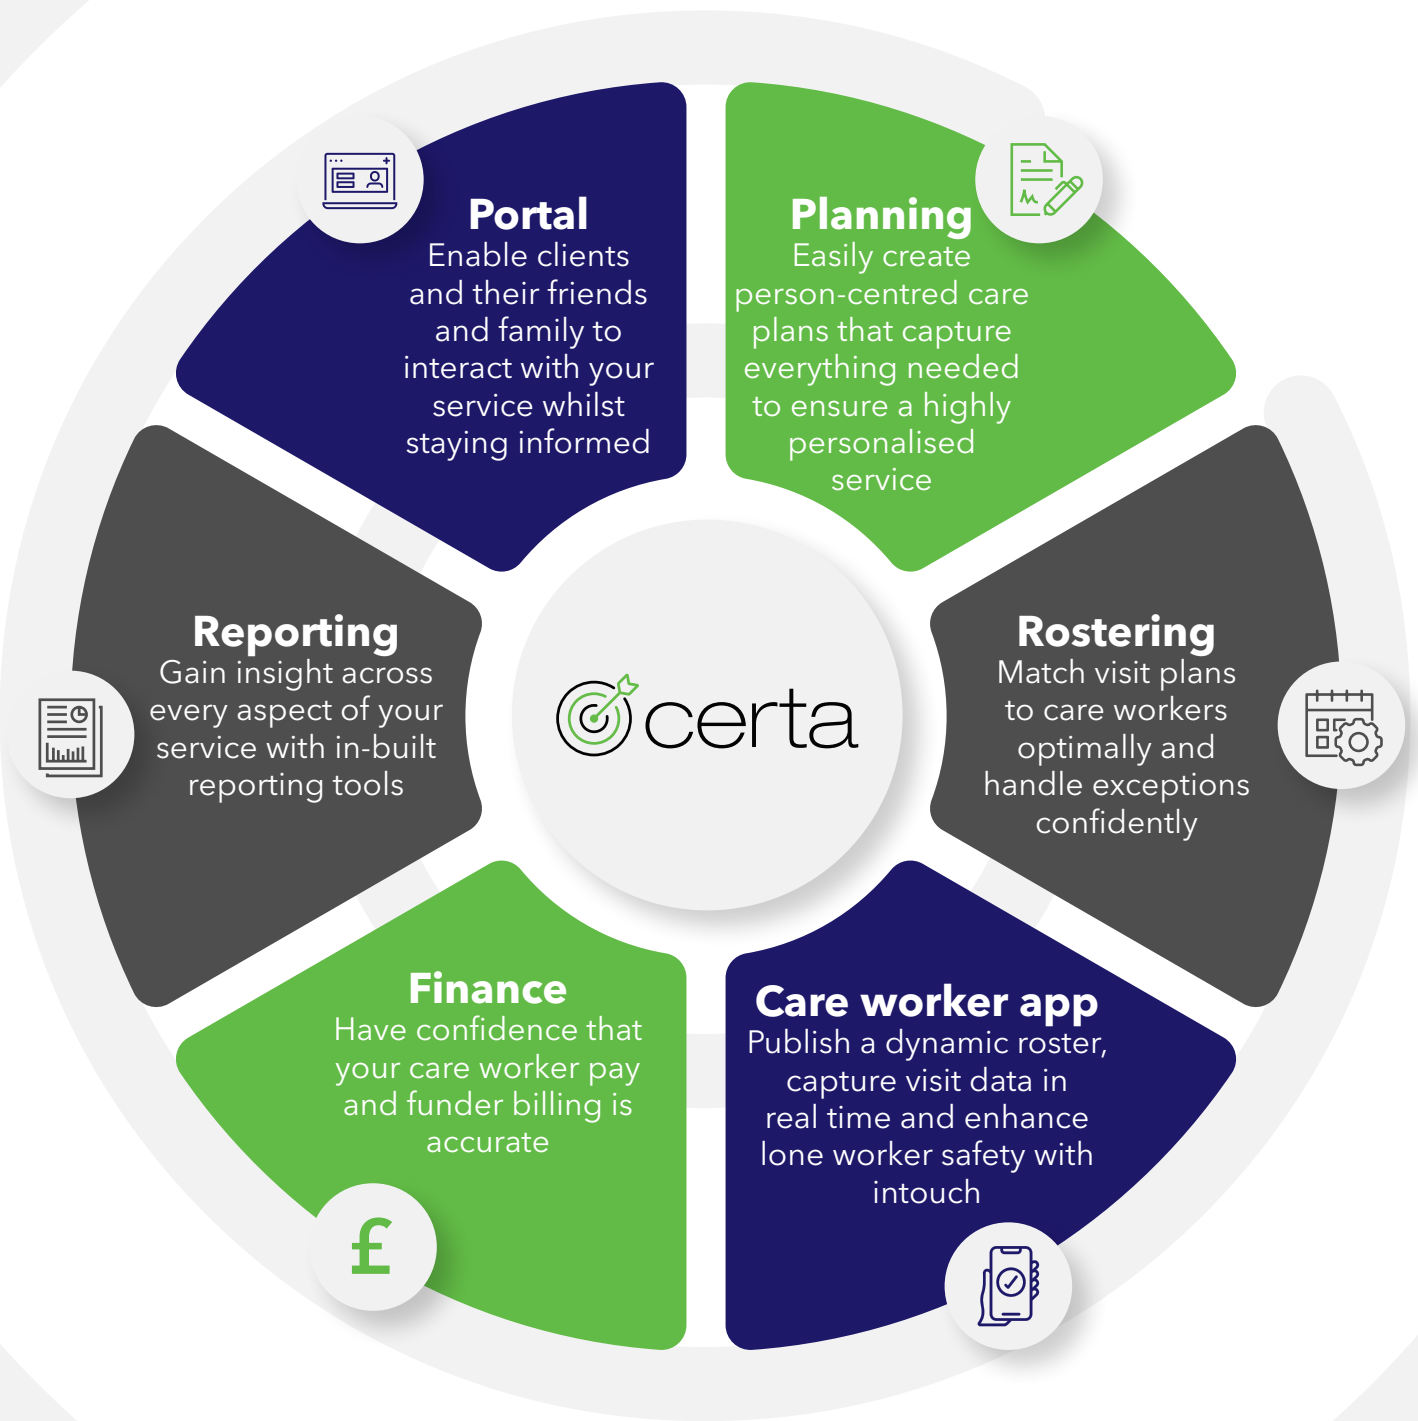 Portal
Enable clients
and their friends
and family to
interact with your
service whilst
staying informed
Planning
Easily create
person-centred care
plans that capture
everything needed
to ensure a highly
personalised
service
Reporting
Gain insight across
every aspect of your
service with in-built
reporting tools
certa
Rostering
Match visit plans
to care workers
optimally and
handle exceptions
confidently
Finance
Have confidence that
your care worker pay
and funder billing is
accurate
£
Care worker app
Publish a dynamic roster,
capture visit data in
real time and enhance
lone worker safety with
intouch